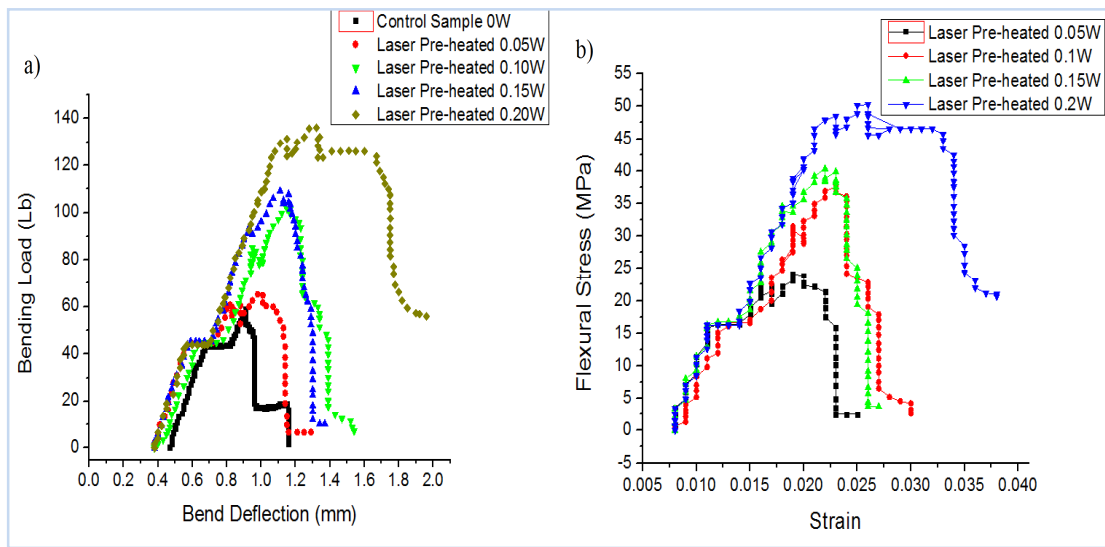 a)
Control Sample 0W
Laser Pre-heated 0.05W
Laser Pre-heated 0.10W
Laser Pre-heated 0.15W
Laser Pre-heated 0.20W
Bending Load (Lb)
140
120
100
80
60
40
20
0
0.0 0.2 0.4 0.6 0.8 1.0 1.2 1.4 1.6 1.8 2.0
Bend Deflection (mm)
b)
Laser Pre-heated 0.05W
Laser Pre-heated 0.1W
Laser Pre-heated 0.15W
Laser Pre-heated 0.2W
Flexural Stress (MPa)
55
50
45
40
35
30
25
20
15
10
5
0
-5
0.005 0.010 0.015 0.020 0.025 0.030 0.035 0.040
Strain